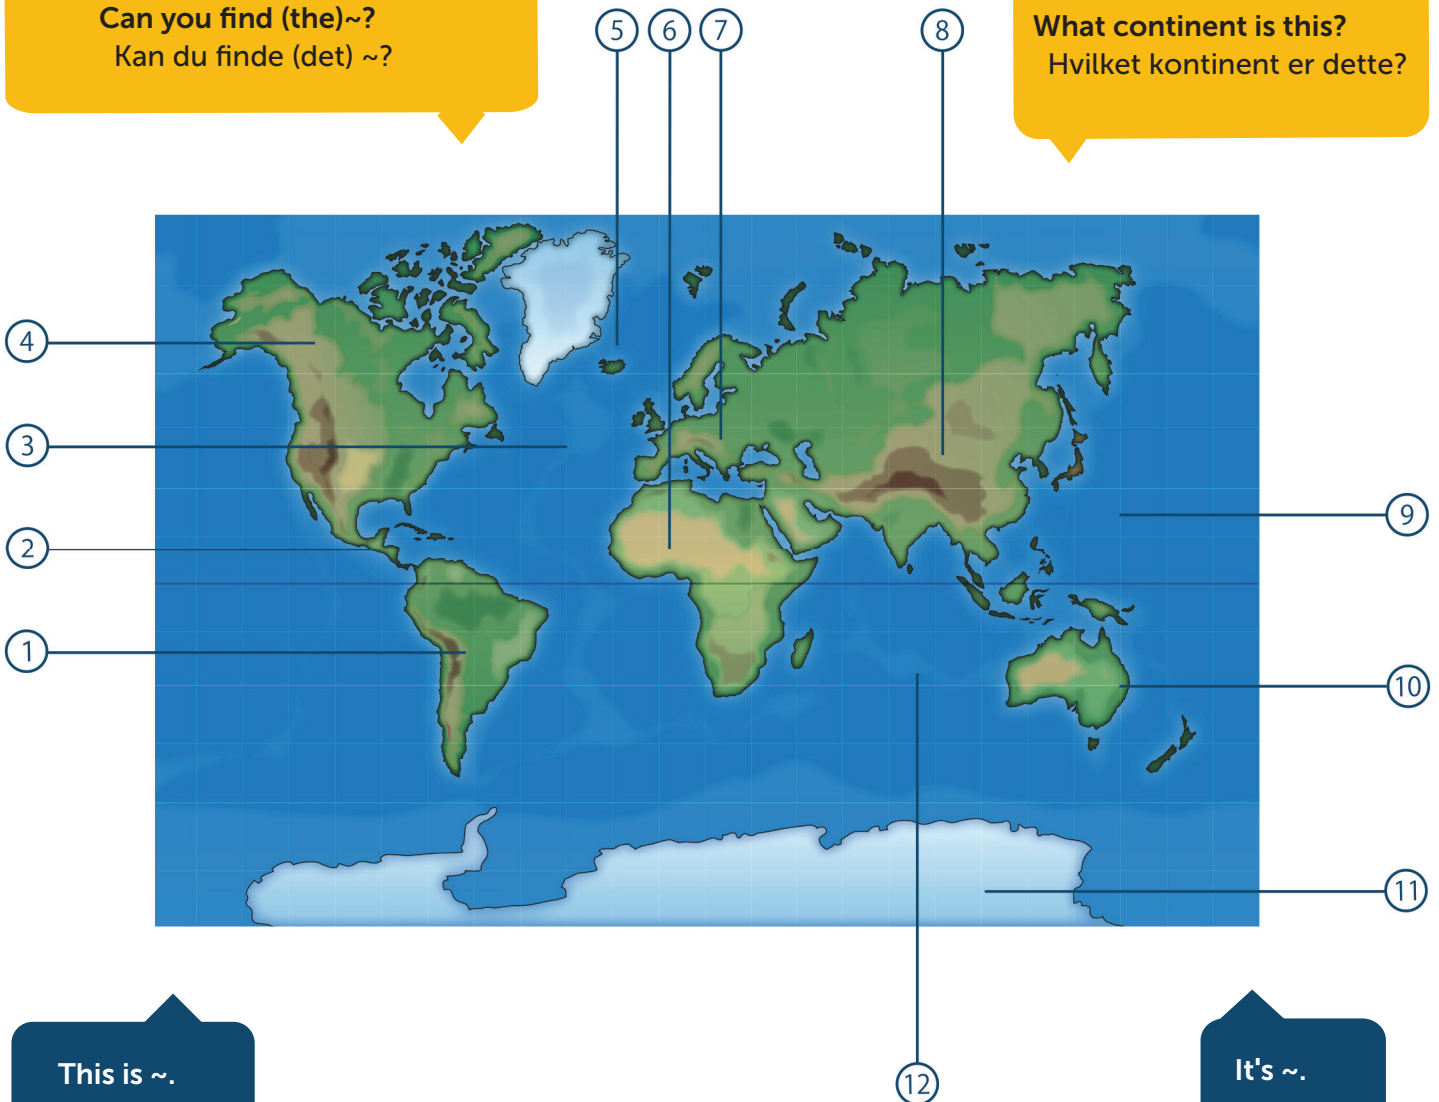 Can you find (the)~?
Kan du finde (det) ~?
What continent is this?
Hvilket kontinent er dette?
5
6
7
8
4
3
2
1
9
10
11
12
This is ~.
It's ~.